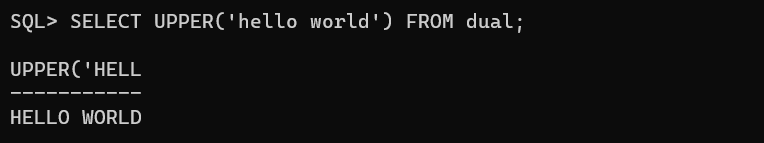 SQL> SELECT UPPER('hello world') FROM dual;
UPPER('HELL
-----------
HELLO WORLD